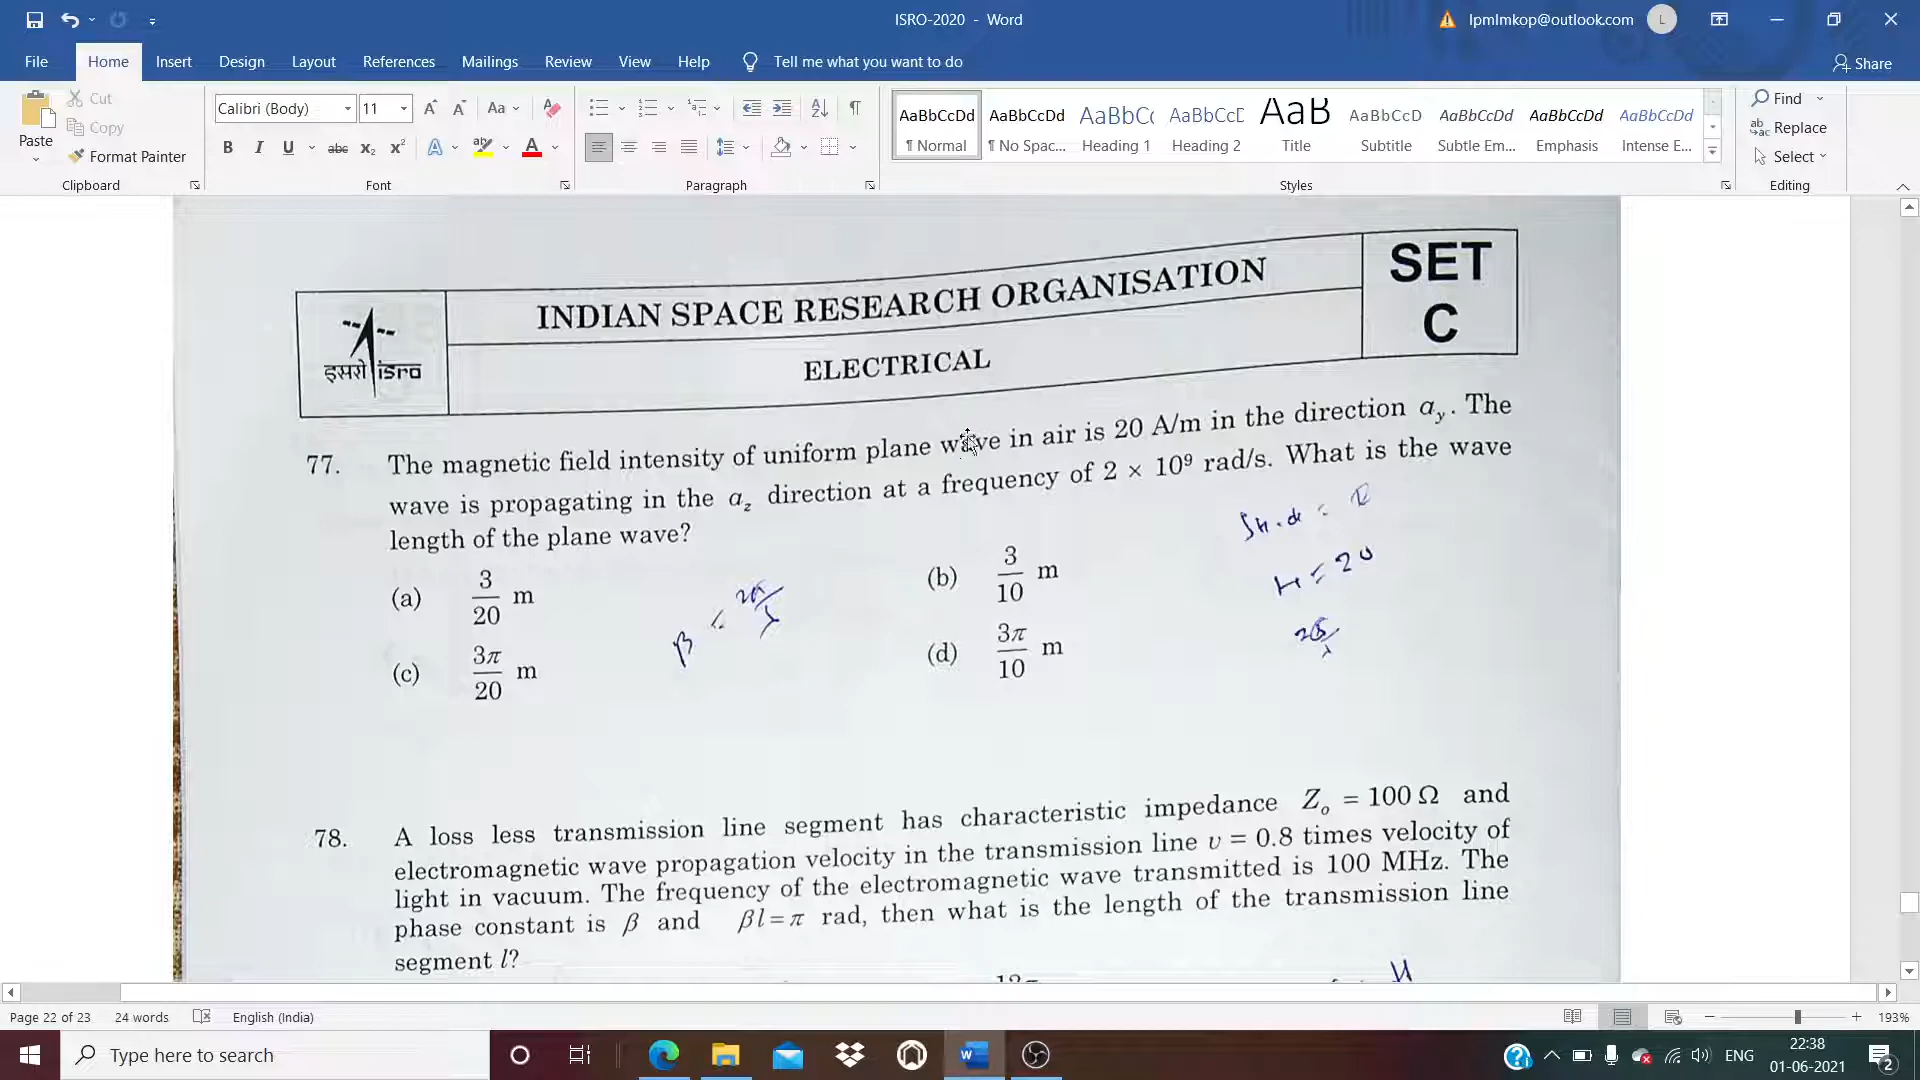 ISRO-2020 - Word
lpmlmkop@outlook.com
L
File Home Insert Design Layout References Mailings Review View Help Tell me what you want to do
Share
Paste
Cut
Copy
Format Painter
Clipboard
Calibri (Body) 11
Font
Paragraph
AaBbCcDd AaBbCcDd AaBbCc AaBbCcD AaB AaBbCcD AaBbCcDd AaBbCcDd AaBbCcDd
¶ Normal ¶ No Spac... Heading 1 Heading 2 Title Subtitle Subtle Em... Emphasis Intense E...
Styles
Find
Replace
Select
Editing
इसरो isro
INDIAN SPACE RESEARCH ORGANISATION
ELECTRICAL
SET
C
77. The magnetic field intensity of uniform plane wave in air is 20 A/m in the direction a_y. The
wave is propagating in the a_z direction at a frequency of 2 × 10⁹ rad/s. What is the wave
length of the plane wave?
(a) 3/20 m (b) 3/10 m
(c) 3π/20 m (d) 3π/10 m
78. A loss less transmission line segment has characteristic impedance Z_o = 100 Ω and
electromagnetic wave propagation velocity in the transmission line υ = 0.8 times velocity of
light in vacuum. The frequency of the electromagnetic wave transmitted is 100 MHz. The
phase constant is β and βl = π rad, then what is the length of the transmission line
segment l?
Page 22 of 23 24 words English (India)
193%
Type here to search
ENG
22:38
01-06-2021
2